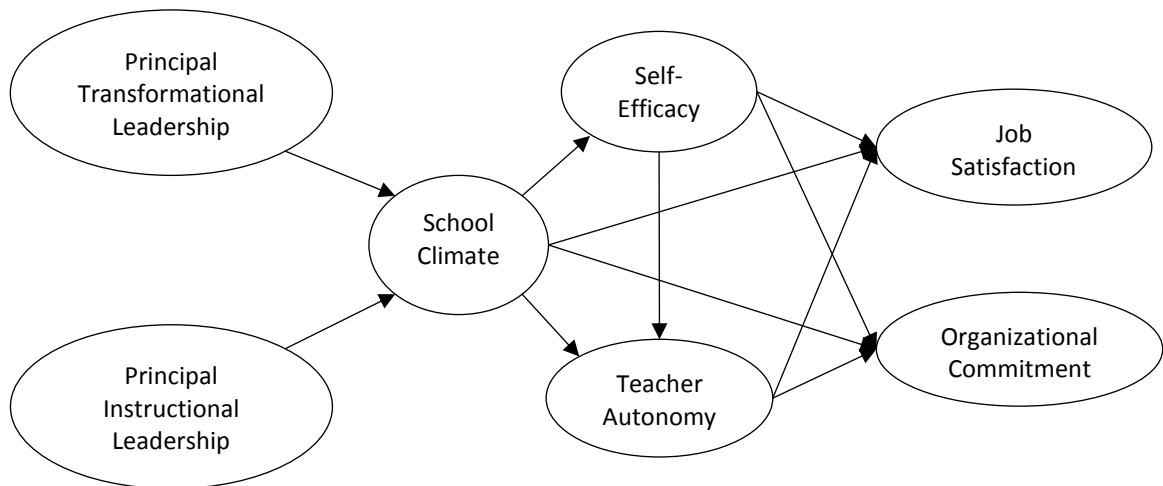 Principal
Transformational
Leadership
Self-
Efficacy
Job
Satisfaction
School
Climate
Principal
Instructional
Leadership
Teacher
Autonomy
Organizational
Commitment